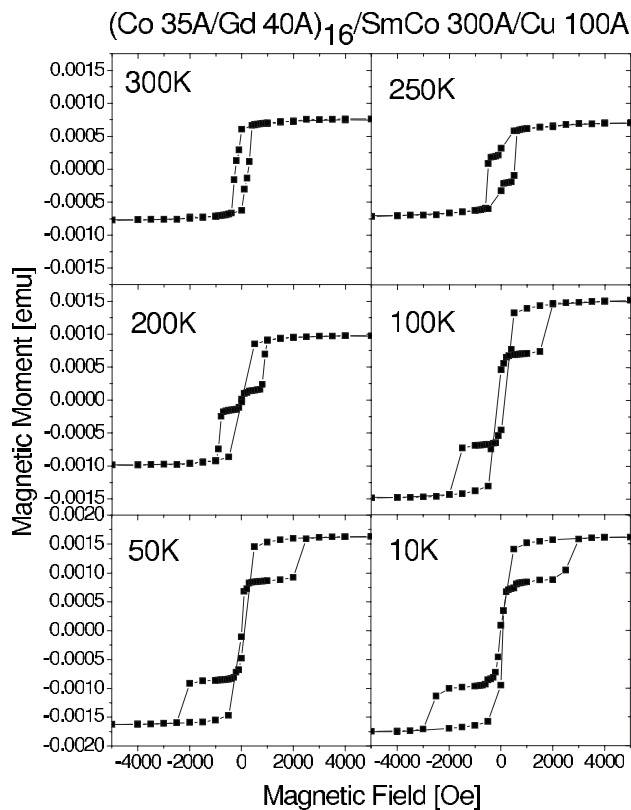 (Co 35A/Gd 40A)16/SmCo 300A/Cu 100A
0.0015
0.0010
0.0005
0.0000
-0.0005
-0.0010
-0.0015
300K
250K
0.0015
0.0010
0.0005
0.0000
-0.0005
-0.0010
-0.0015
200K
100K
0.0020
0.0015
0.0010
0.0005
0.0000
-0.0005
-0.0010
-0.0015
-0.0020
50K
10K
Magnetic Moment [emu]
-4000 -2000 0 2000 4000 -4000 -2000 0 2000 4000
Magnetic Field [Oe]